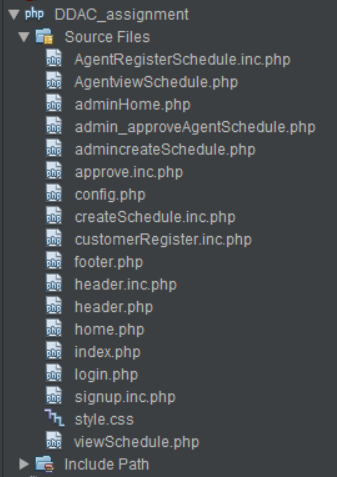 php DDAC_assignment
Source Files
AgentRegisterSchedule.inc.php
AgentviewSchedule.php
adminHome.php
admin_approveAgentSchedule.php
admincreateSchedule.php
approve.inc.php
config.php
createSchedule.inc.php
customerRegister.inc.php
footer.php
header.inc.php
header.php
home.php
index.php
login.php
signup.inc.php
style.css
viewSchedule.php
Include Path